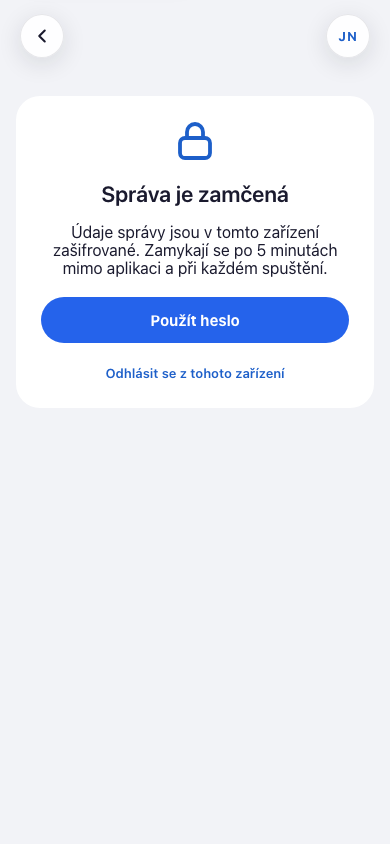 JN
Správa je zamčená
Údaje správy jsou v tomto zařízení
zašifrované. Zamykají se po 5 minutách
mimo aplikaci a při každém spuštění.
Použít heslo
Odhlásit se z tohoto zařízení